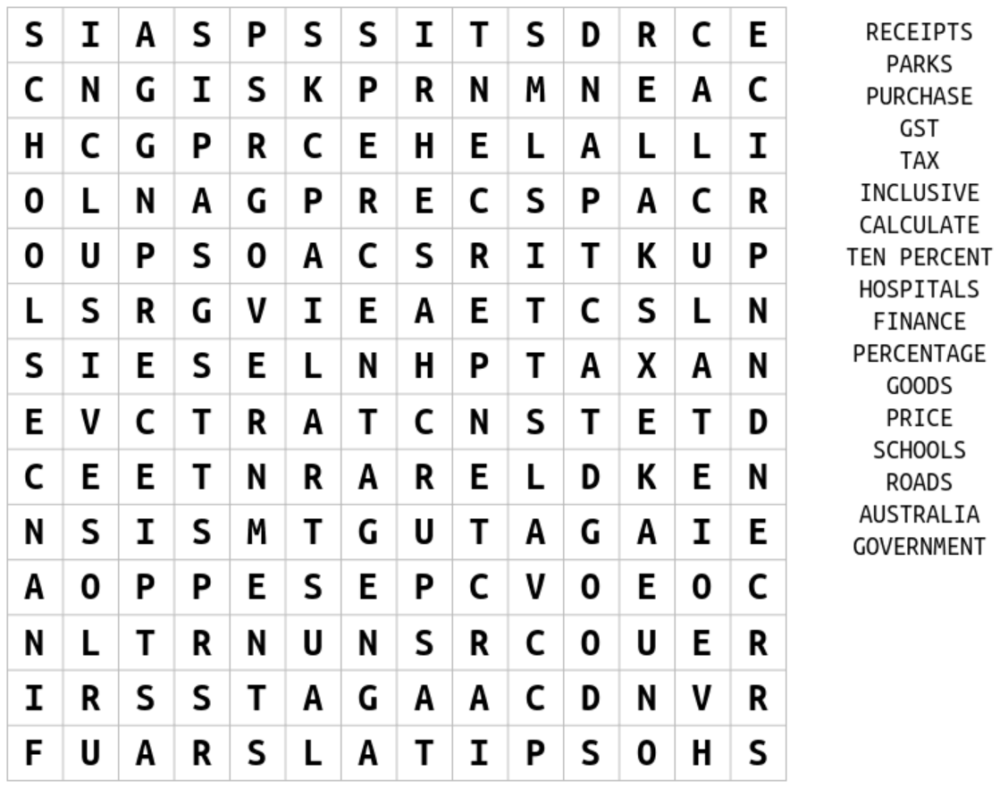 S I A S P S S I T S D R C E
C N G I S K P R N M N E A C
H C G P R C E H E L A L L I
O L N A G P R E C S P A C R
O U P S O A C S R I T K U P
L S R G V I E A E T C S L N
S I E S E L N H P T A X A N
E V C T R A T C N S T E T D
C E E T N R A R E L D K E N
N S I S M T G U T A G A I E
A O P P E S E P C V O E O C
N L T R N U N S R C O U E R
I R S S T A G A A C D N V R
F U A R S L A T I P S O H S
RECEIPTS
PARKS
PURCHASE
GST
TAX
INCLUSIVE
CALCULATE
TEN PERCENT
HOSPITALS
FINANCE
PERCENTAGE
GOODS
PRICE
SCHOOLS
ROADS
AUSTRALIA
GOVERNMENT